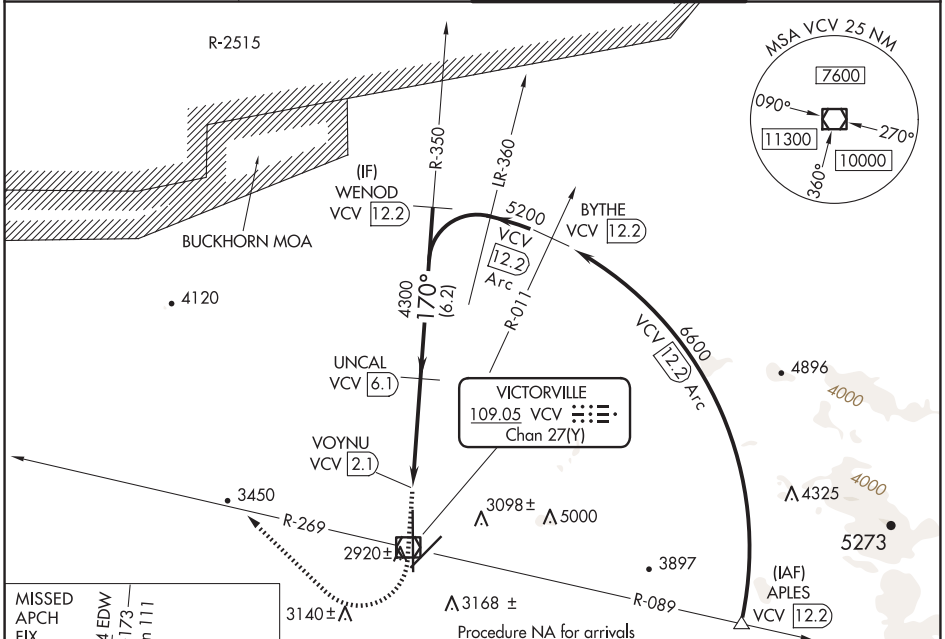 R-2515
MSA VCV 25 NM
7600
090°
270°
11300
10000
360°
R-350
LR-360
(IF)
WENOD
VCV 12.2
5200
VCV
12.2
Arc
BYTHE
VCV 12.2
R-011
BUCKHORN MOA
4120
4300
170°
(6.2)
6600
VCV 12.2 Arc
UNCAL
VCV 6.1
4896
4000
VICTORVILLE
109.05 VCV
Chan 27(Y)
VOYNU
VCV 2.1
3450
R-269
3098±
5000
4325
4000
5273
2920±
3897
(IAF)
APLES
VCV 12.2
R-089
3140±
3168 ±
Procedure NA for arrivals
MISSED
APCH
FIX
4 EDW
173
n 111